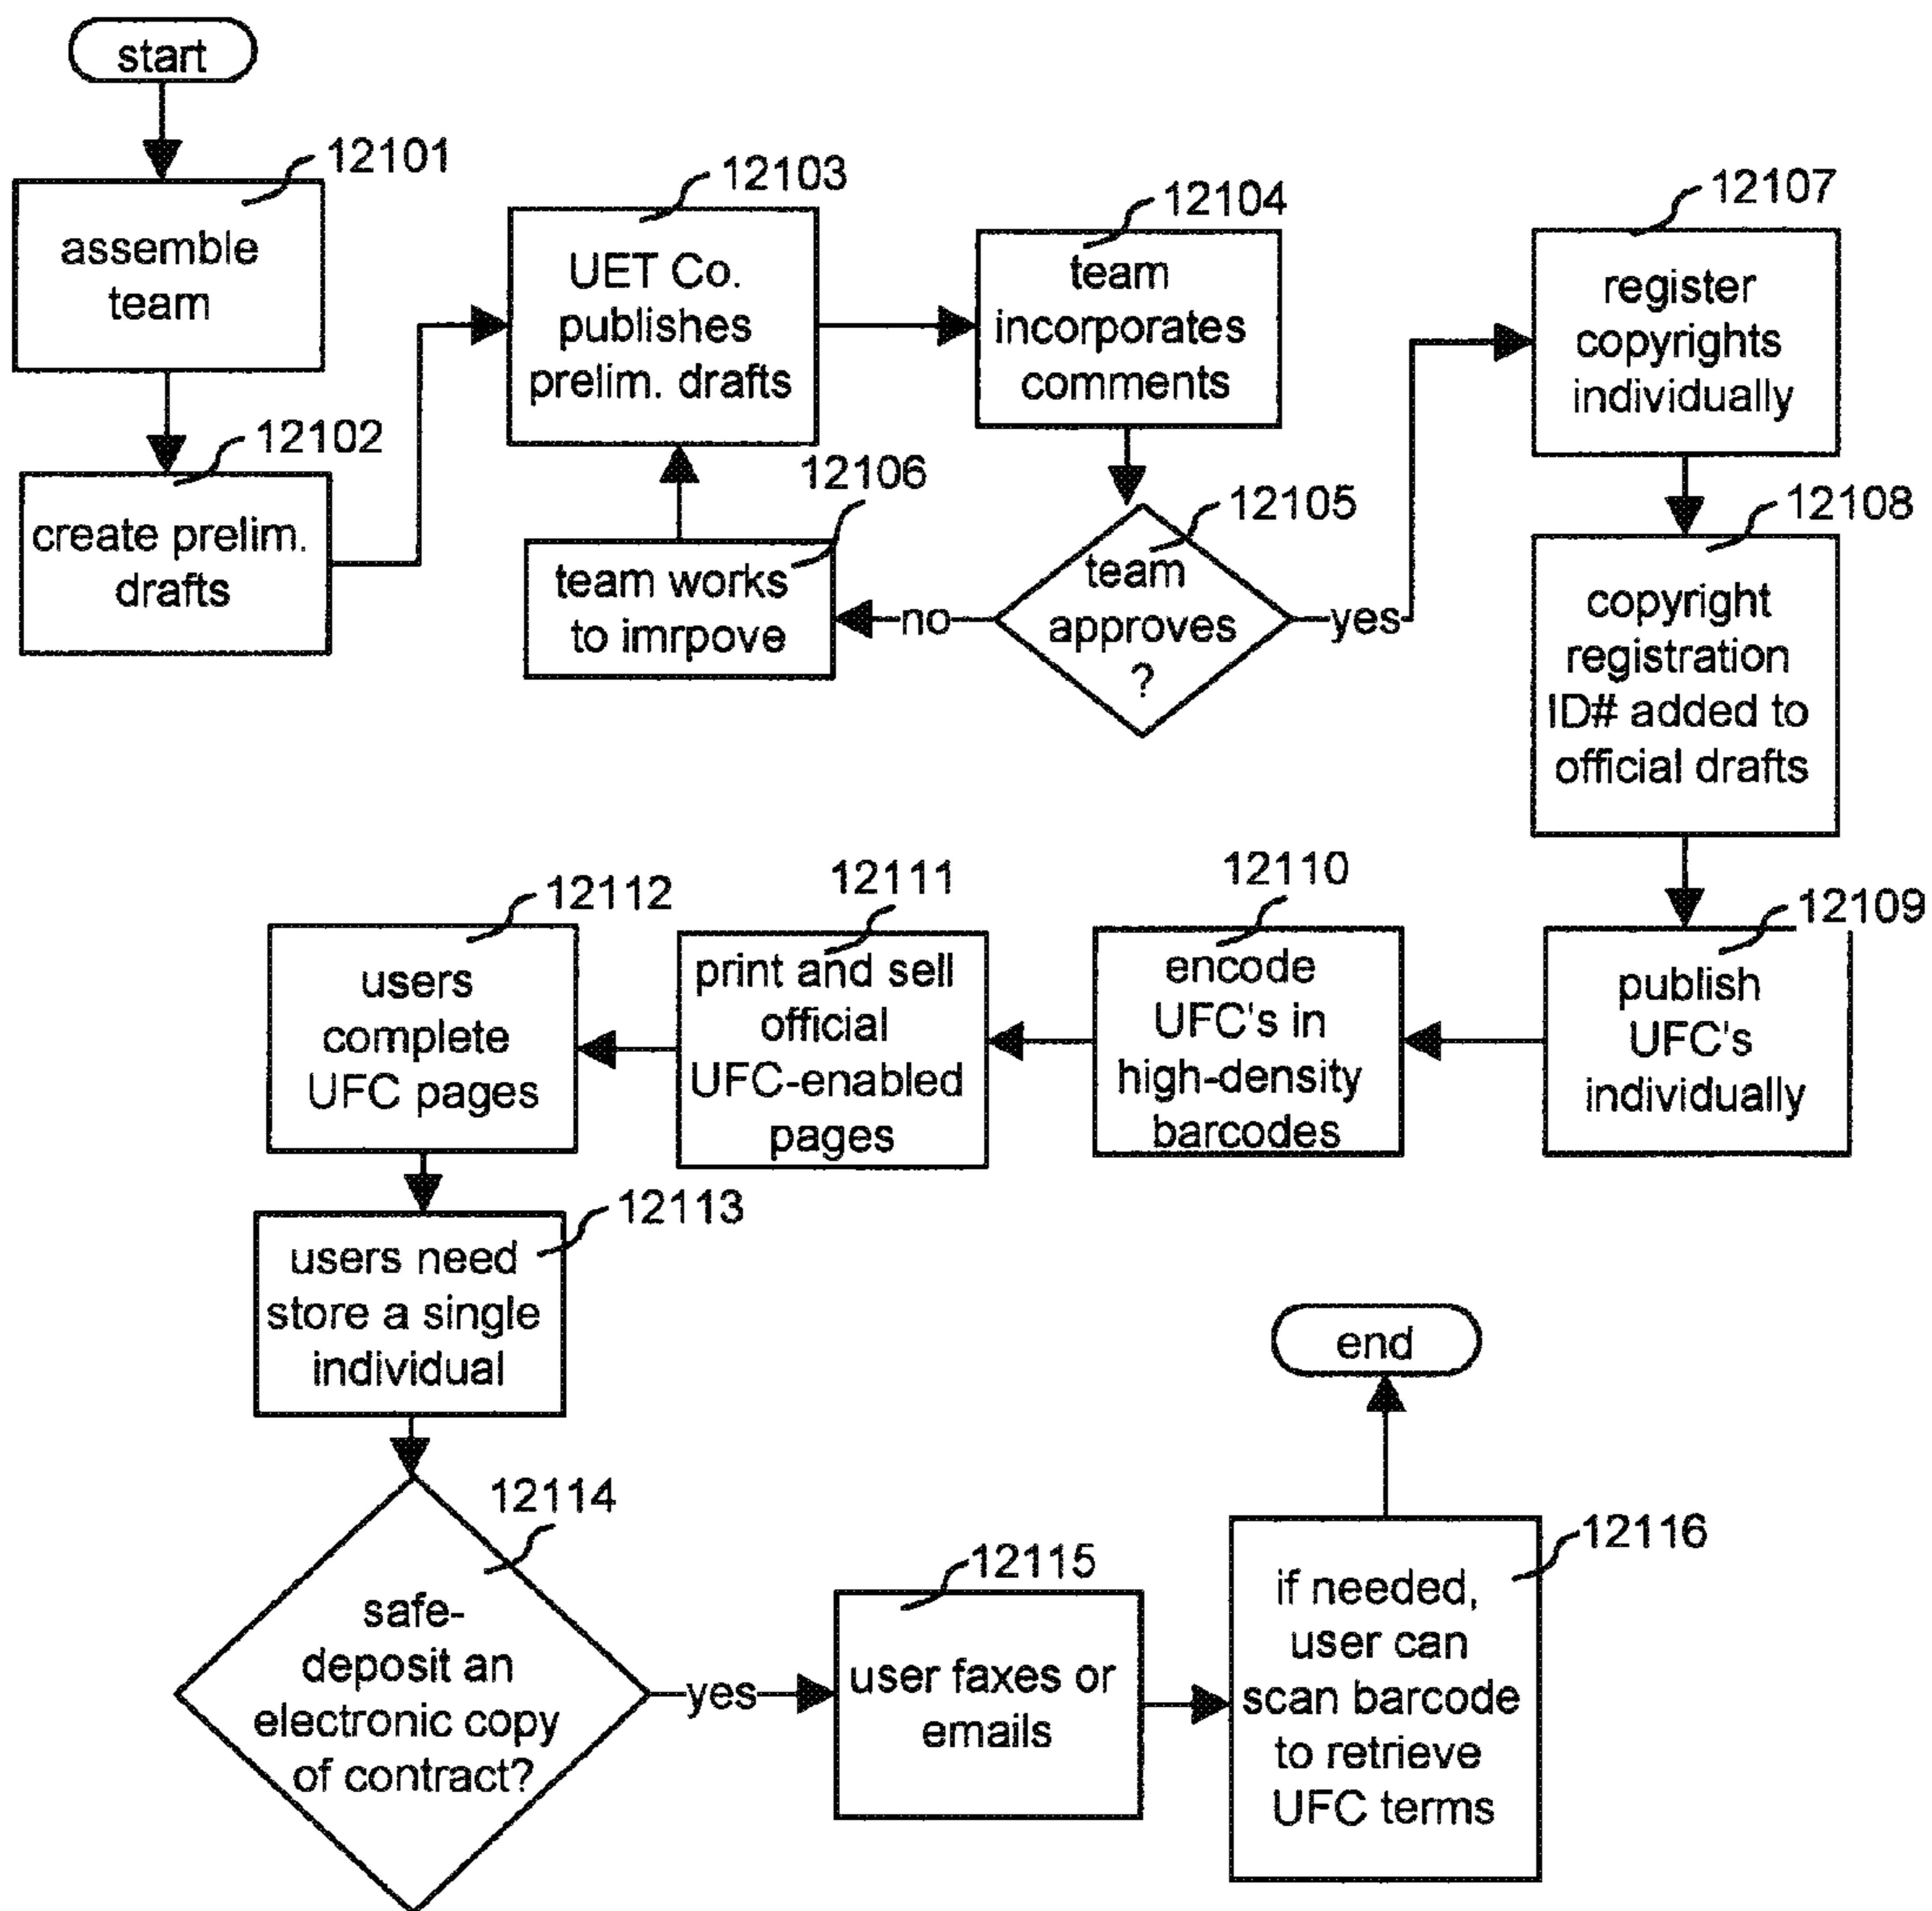 start
12101
assemble
team
12102
create prelim.
drafts
12103
UET Co.
publishes
prelim. drafts
12104
team
incorporates
comments
12105
team
approves
?
no
yes
12106
team works
to imrpove
12107
register
copyrights
individually
12108
copyright
registration
ID# added to
official drafts
12109
publish
UFC's
individually
12110
encode
UFC's in
high-density
barcodes
12111
print and sell
official
UFC-enabled
pages
12112
users
complete
UFC pages
12113
users need
store a single
individual
12114
safe-
deposit an
electronic copy
of contract?
yes
12115
user faxes or
emails
12116
if needed,
user can
scan barcode
to retrieve
UFC terms
end